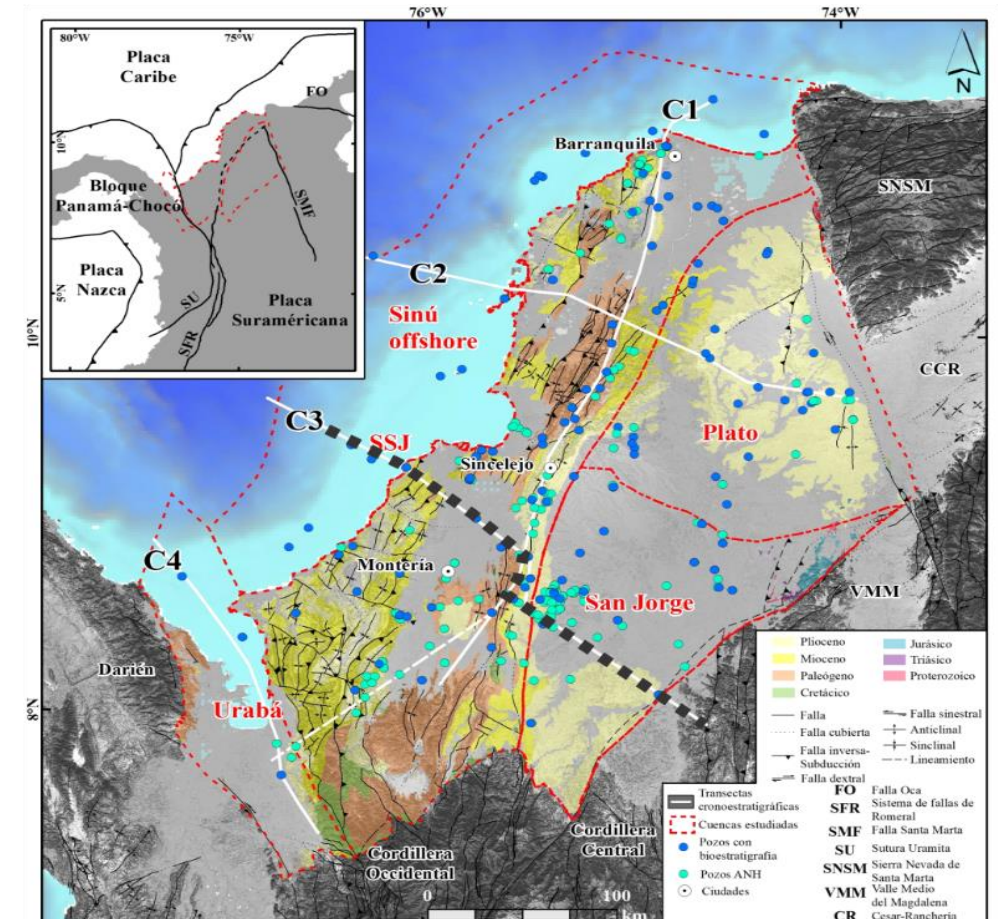 76°W
74°W
80°W
75°W
Placa
Caribe
FO
10°N
Bloque
Panamá-Chocó
SMF
Placa
Nazca
5°N
SU
SFR
Placa
Suraméricana
N
C1
Barranquila
SNSM
C2
Sinú
offshore
10°N
CCR
C3
SSJ
Plato
Sincelejo
C4
Montería
San Jorge
VMM
Darién
Urabá
8°N
Cordillera
Occidental
Cordillera
Central
0
100
km
Plioceno
Mioceno
Paleógeno
Cretácico
Jurásico
Triásico
Proterozoico
Falla
Falla cubierta
Falla inversa-
Subducción
Falla dextral
Falla sinestral
Anticlinal
Sinclinal
Lineamiento
Transectas
cronoestratigráficas
Cuencas estudiadas
Pozos con
bioestratigrafía
Pozos ANH
Ciudades
FO Falla Oca
SFR Sistema de fallas de
Romeral
SMF Falla Santa Marta
SU Sutura Uramita
SNSM Sierra Nevada de
Santa Marta
VMM Valle Medio
del Magdalena
CR Cesar-Ranchería